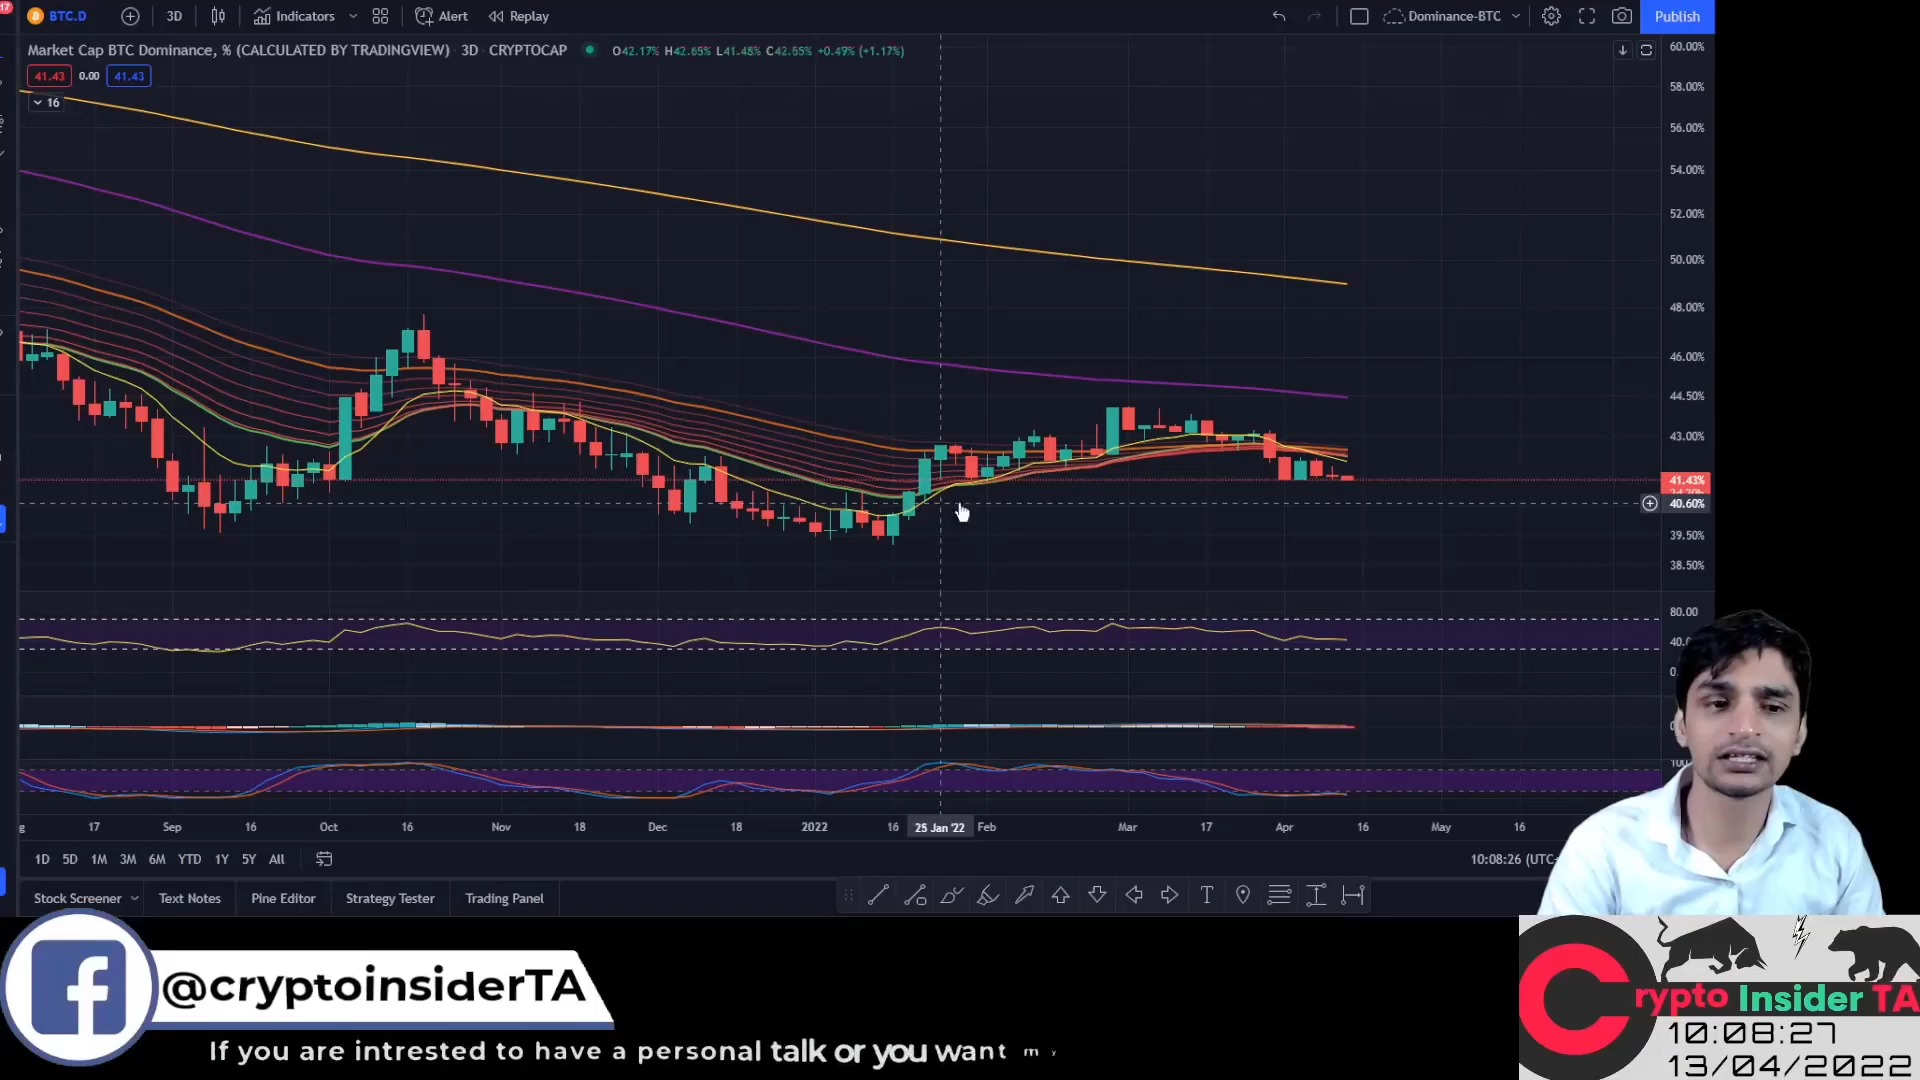 17
BTC.D
3D
Indicators
Alert
Replay
Dominance-BTC
Publish
Market Cap BTC Dominance, % (CALCULATED BY TRADINGVIEW) 3D CRYPTOCAP
O42.17% H42.65% L41.48% C42.65% +0.49% (+1.17%)
41.43 0.00 41.43
16
60.00%
58.00%
56.00%
54.00%
52.00%
50.00%
48.00%
46.00%
44.50%
43.00%
41.43%
40.60%
39.50%
38.50%
80.00
17 Sep 16 Oct 16 Nov 18 Dec 18 2022 16 25 Jan '22 Feb Mar 17 Apr 16 May 16
1D 5D 1M 3M 6M YTD 1Y 5Y All
10:08:26 (UTC
Stock Screener Text Notes Pine Editor Strategy Tester Trading Panel
@cryptoinsiderTA
If you are intrested to have a personal talk or you want m
Crypto Insider TA
10:08:27
13/04/2022